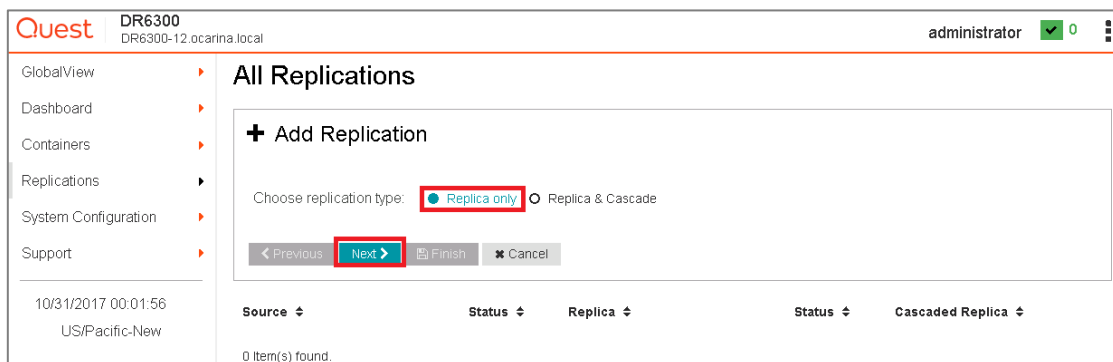 Quest
DR6300
DR6300-12.ocarina.local
administrator
0
GlobalView
Dashboard
Containers
Replications
System Configuration
Support
10/31/2017 00:01:56
US/Pacific-New
All Replications
Add Replication
Choose replication type: Replica only Replica & Cascade
Previous Next Finish Cancel
Source Status Replica Status Cascaded Replica
0 Item(s) found.